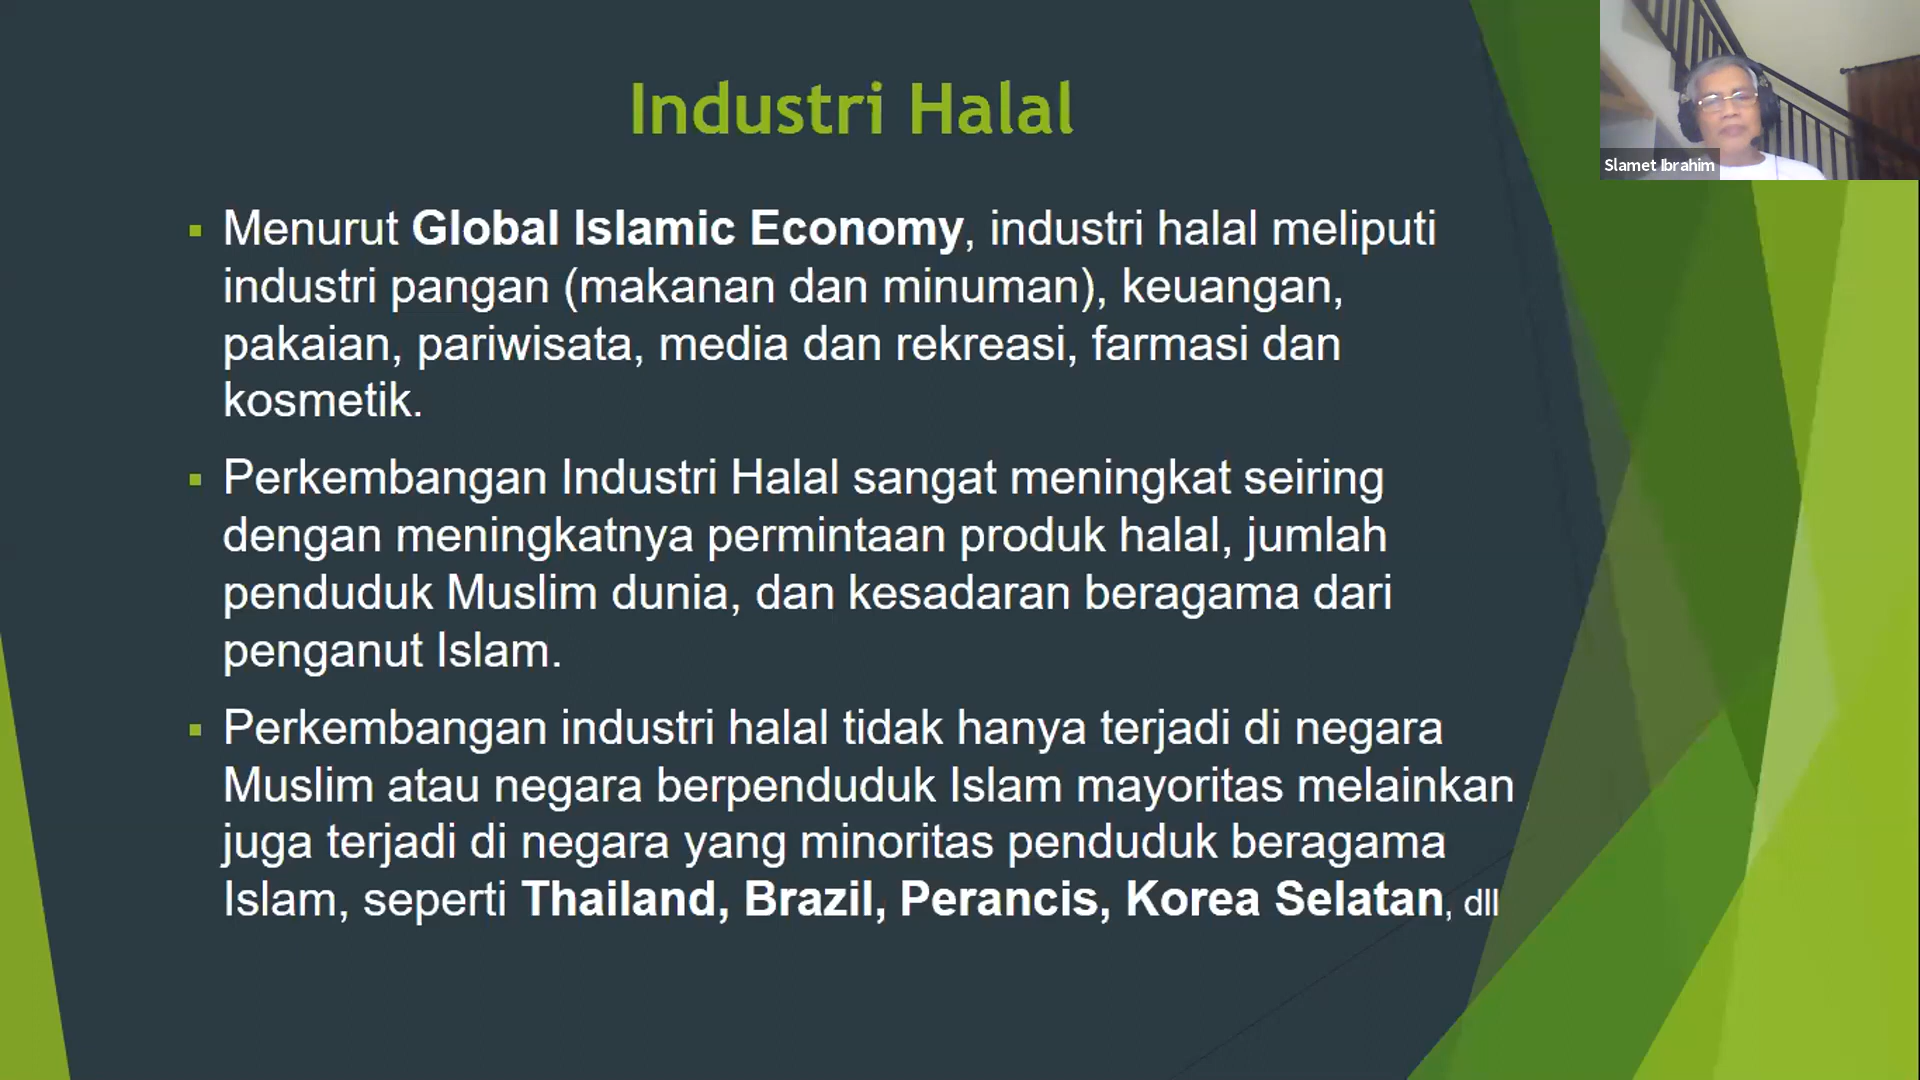 Industri Halal
Slamet Ibrahim
▪ Menurut Global Islamic Economy, industri halal meliputi
industri pangan (makanan dan minuman), keuangan,
pakaian, pariwisata, media dan rekreasi, farmasi dan
kosmetik.
▪ Perkembangan Industri Halal sangat meningkat seiring
dengan meningkatnya permintaan produk halal, jumlah
penduduk Muslim dunia, dan kesadaran beragama dari
penganut Islam.
▪ Perkembangan industri halal tidak hanya terjadi di negara
Muslim atau negara berpenduduk Islam mayoritas melainkan
juga terjadi di negara yang minoritas penduduk beragama
Islam, seperti Thailand, Brazil, Perancis, Korea Selatan, dll